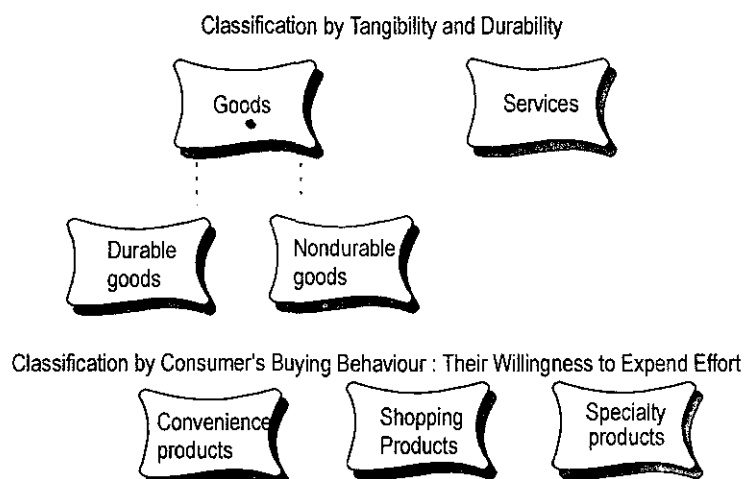 Classification by Tangibility and Durability
Goods
Services
Durable
goods
Nondurable
goods
Classification by Consumer's Buying Behaviour : Their Willingness to Expend Effort
Convenience
products
Shopping
Products
Specialty
products